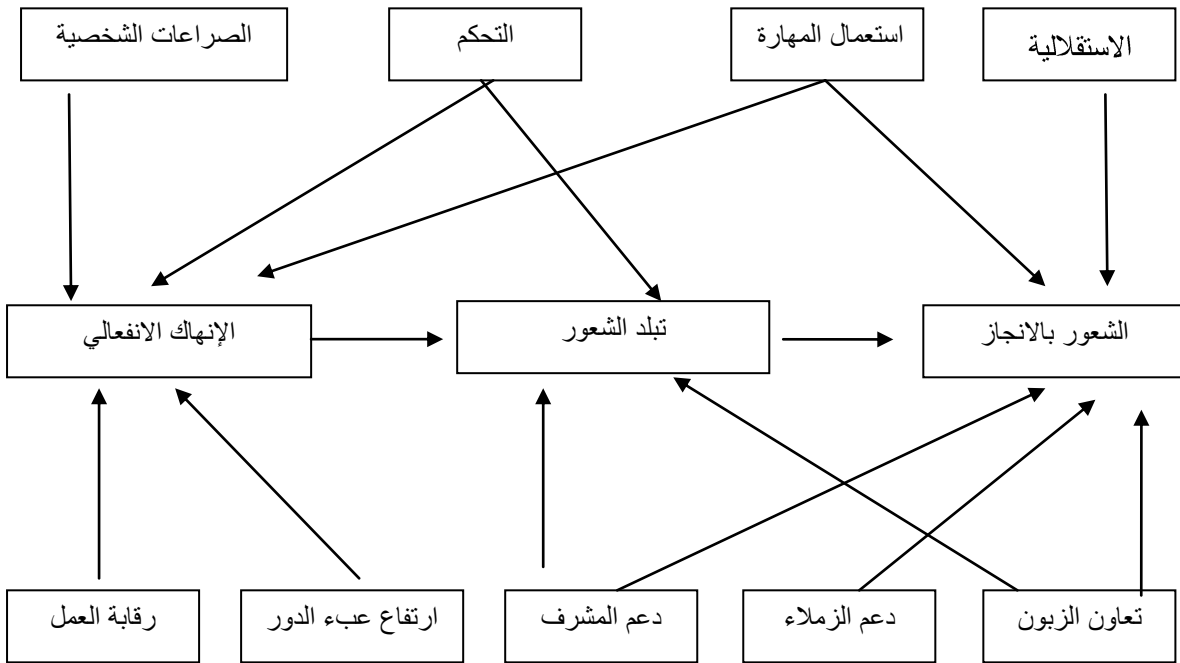 الاستقلالية
استعمال المهارة
التحكم
الصراعات الشخصية
الشعور بالانجاز
تبلد الشعور
الإنهاك الانفعالي
تعاون الزبون
دعم الزملاء
دعم المشرف
ارتفاع عبء الدور
رقابة العمل